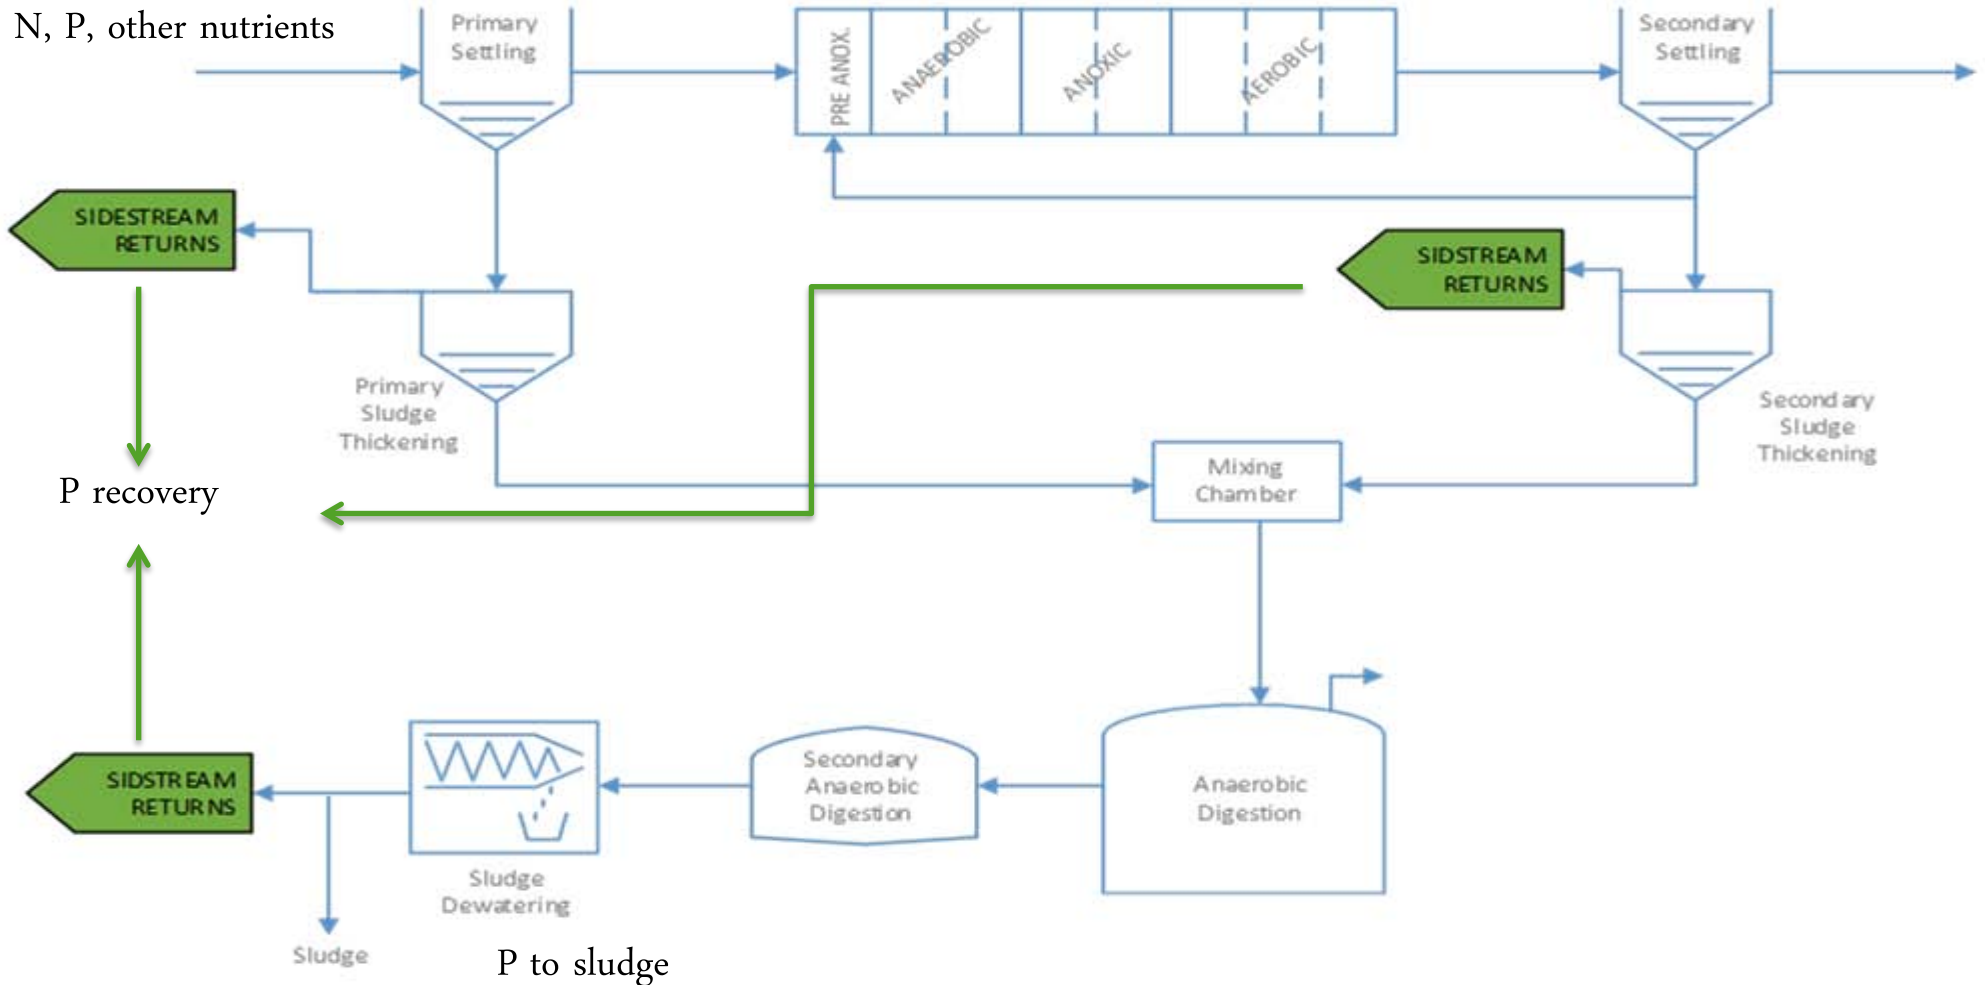 N, P, other nutrients
Primary
Settling
PRE ANOX.
ANAEROBIC
ANOXIC
AEROBIC
Secondary
Settling
SIDESTREAM
RETURNS
SIDSTREAM
RETURNS
Primary
Sludge
Thickening
Secondary
Sludge
Thickening
P recovery
Mixing
Chamber
SIDSTREAM
RETURNS
Secondary
Anaerobic
Digestion
Anaerobic
Digestion
Sludge
Dewatering
Sludge
P to sludge